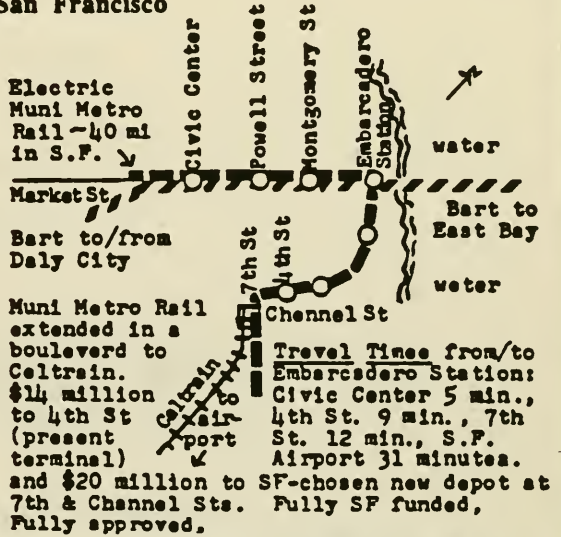 San Francisco
Civic Center
Powell Street
Montgomery St
Embarcadero
Station
Electric
Muni Metro
Rail ~40 mi
in S.F.
water
Market St
Bart to
East Bay
Bart to/from
Daly City
water
7th St
4th St
Channel St
Caltrain
& air
port
Muni Metro Rail
extended in a
boulevard to
Caltrain.
$14 million
to 4th St
(present
terminal)
Travel Times from/to
Embarcadero Station:
Civic Center 5 min.,
4th St. 9 min., 7th
St. 12 min., S.F.
Airport 31 minutes.
and $20 million to SF-chosen new depot at
7th & Channel Sts. Fully SF funded,
Fully approved,